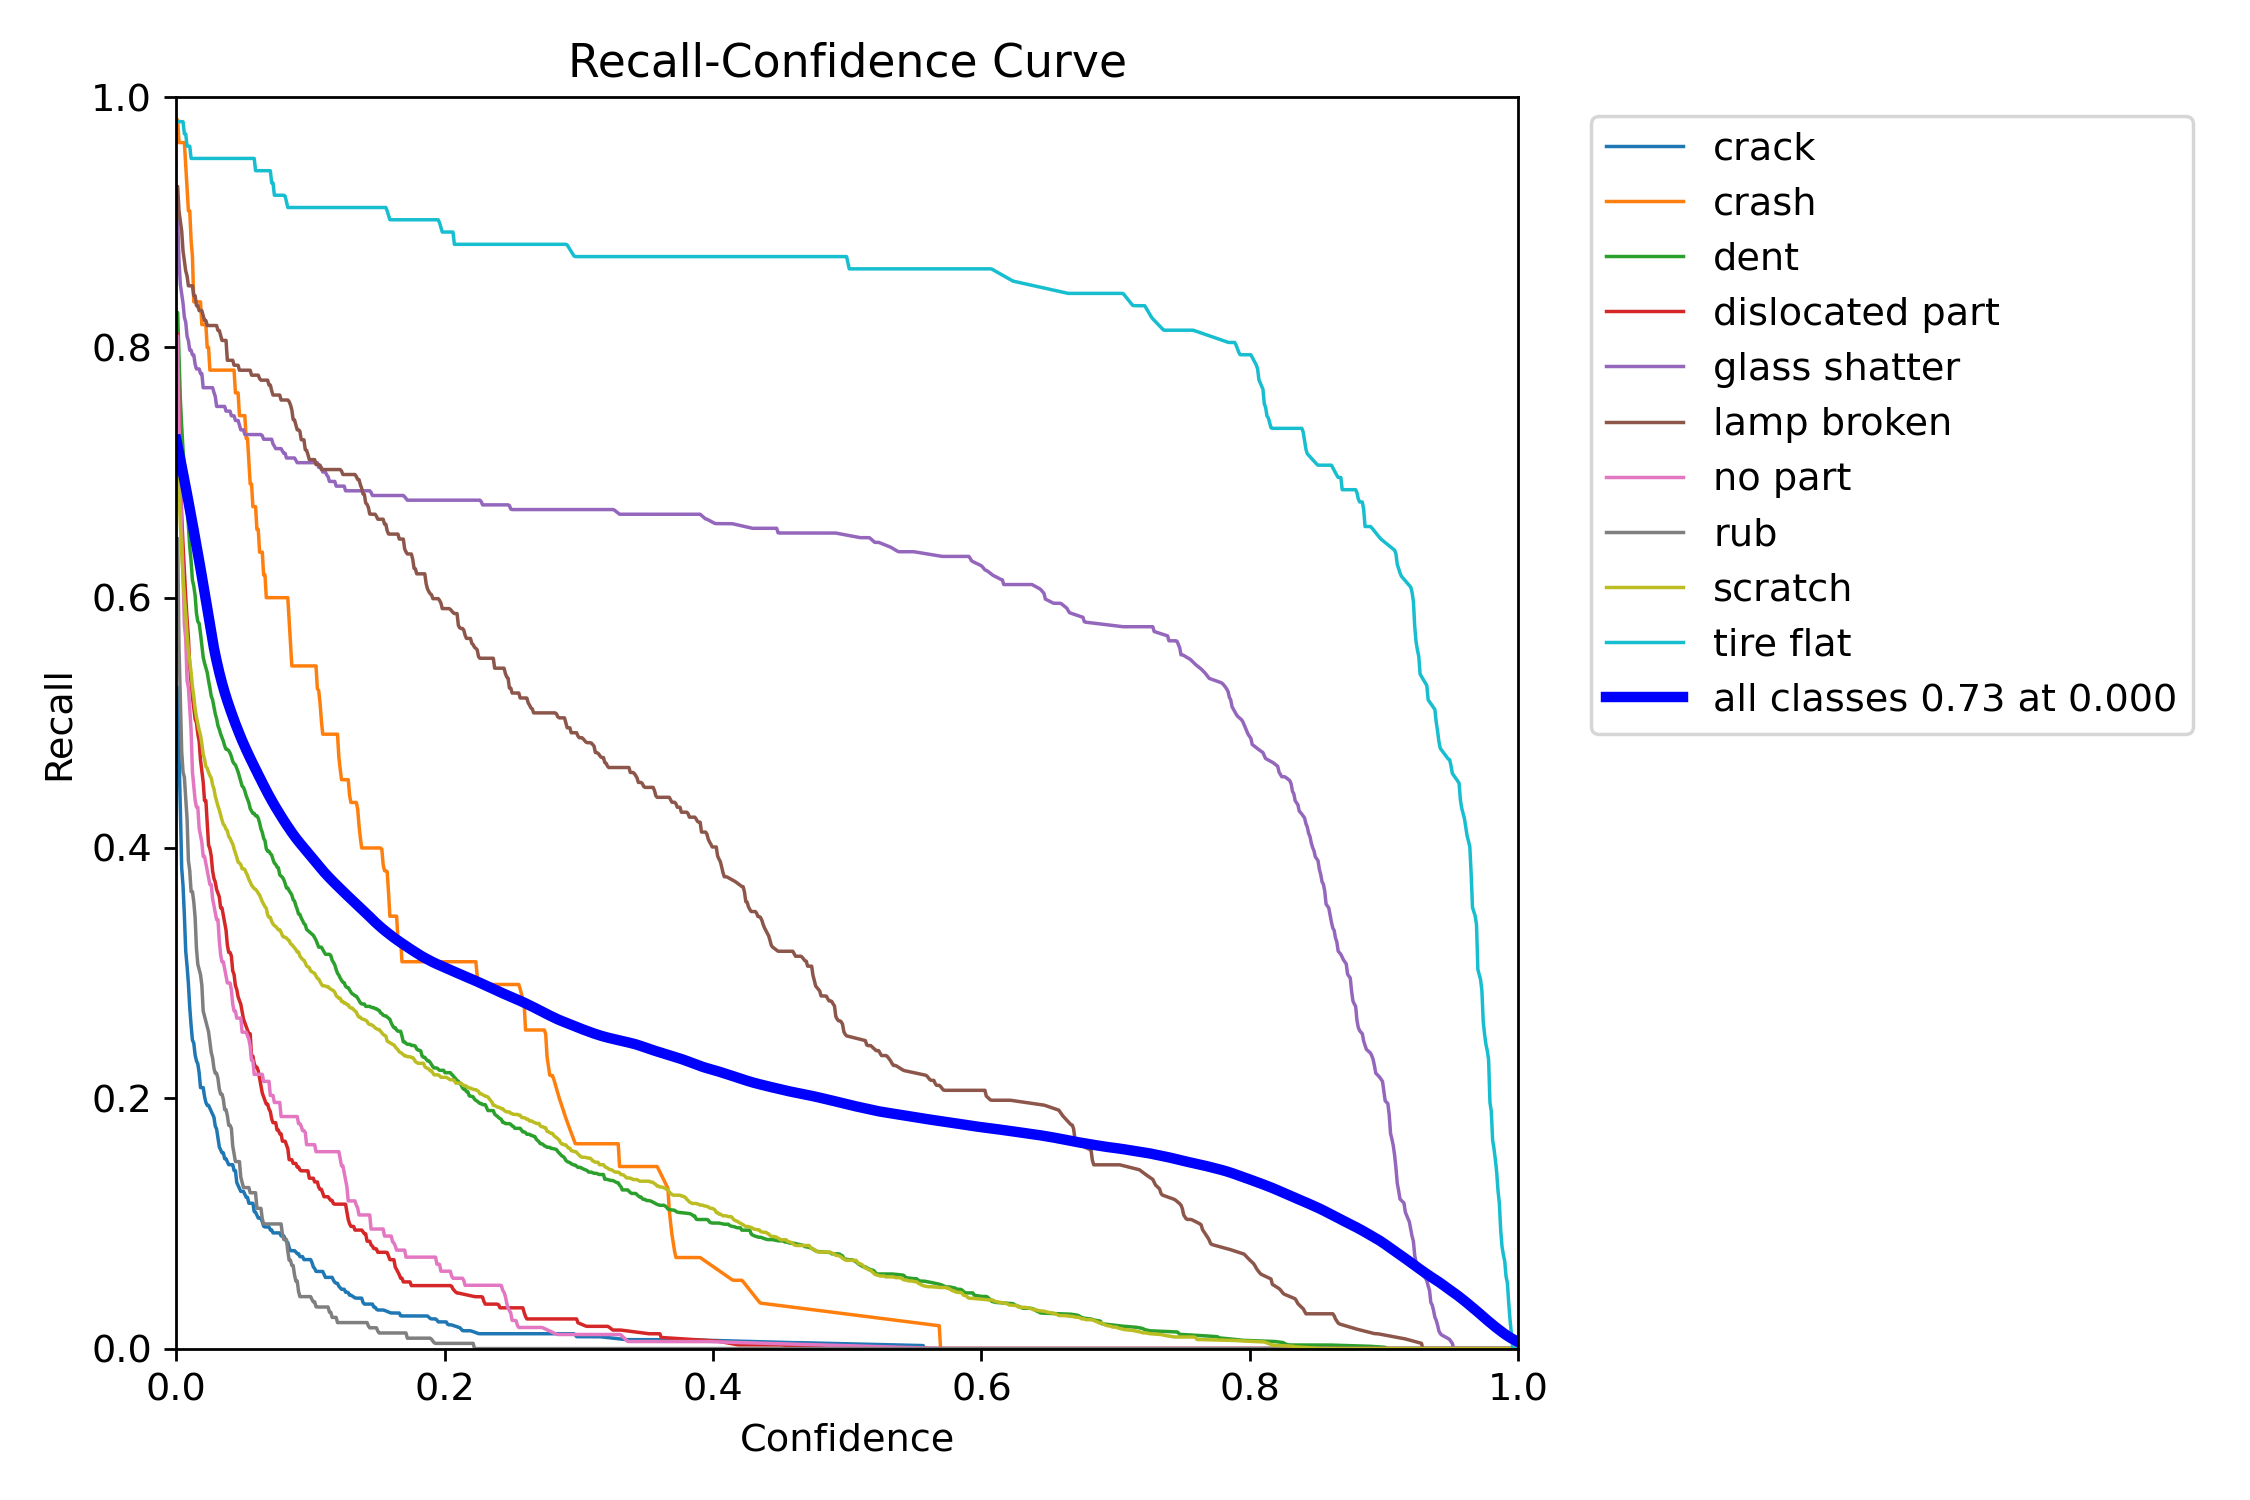 Recall-Confidence Curve
1.0
0.8
0.6
0.4
0.2
0.0
Recall
0.0 0.2 0.4 0.6 0.8 1.0
Confidence
crack
crash
dent
dislocated part
glass shatter
lamp broken
no part
rub
scratch
tire flat
all classes 0.73 at 0.000